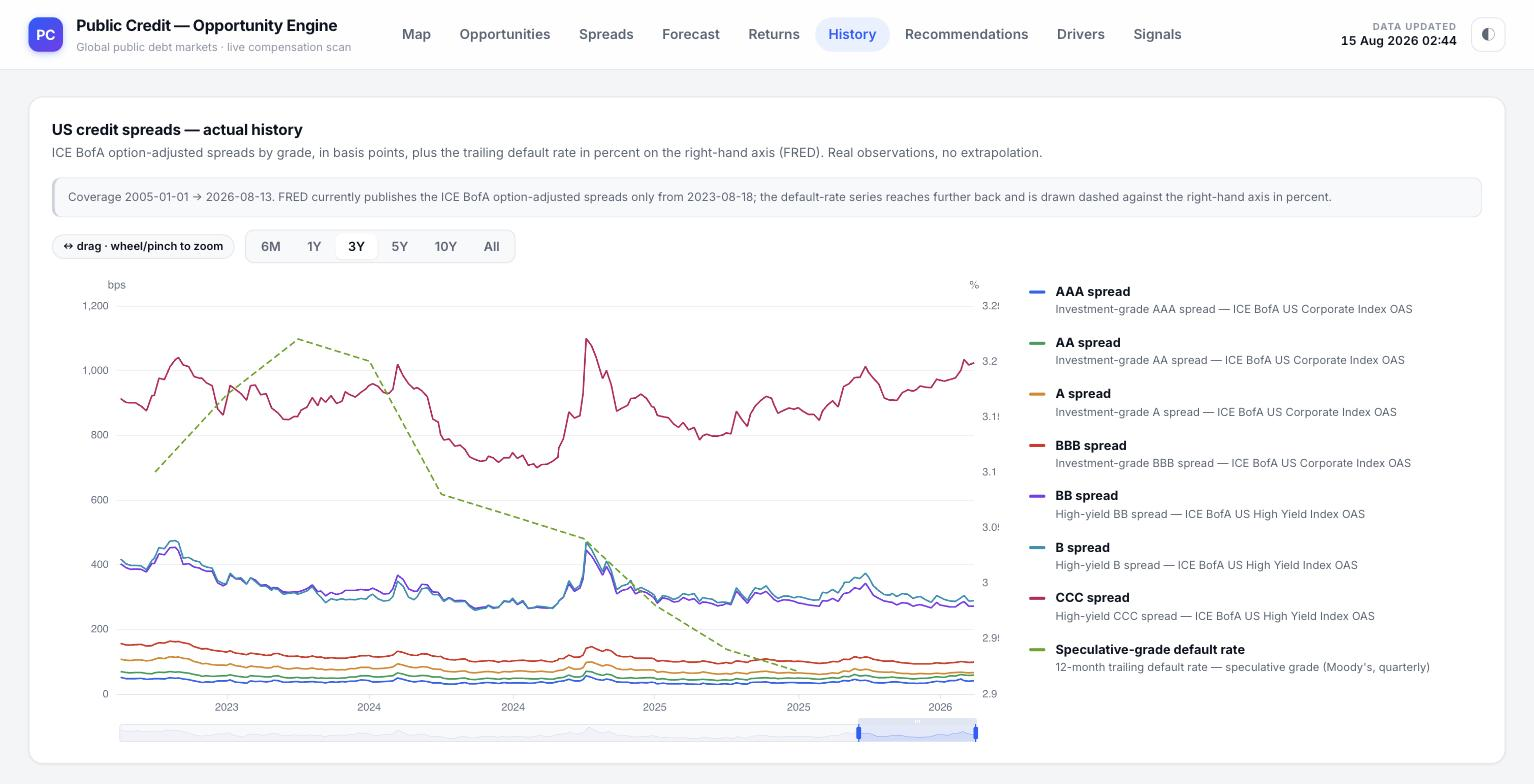 PC
Public Credit — Opportunity Engine
Global public debt markets · live compensation scan
Map
Opportunities
Spreads
Forecast
Returns
History
Recommendations
Drivers
Signals
DATA UPDATED
15 Aug 2026 02:44
US credit spreads — actual history
ICE BofA option-adjusted spreads by grade, in basis points, plus the trailing default rate in percent on the right-hand axis (FRED). Real observations, no extrapolation.
Coverage 2005-01-01 → 2026-08-13. FRED currently publishes the ICE BofA option-adjusted spreads only from 2023-08-18; the default-rate series reaches further back and is drawn dashed against the right-hand axis in percent.
↔ drag · wheel/pinch to zoom
6M
1Y
3Y
5Y
10Y
All
bps
%
1,200
1,000
800
600
400
200
0
3.2
3.1
3
2.9
2023
2024
2024
2025
2025
2026
AAA spread
Investment-grade AAA spread — ICE BofA US Corporate Index OAS
AA spread
Investment-grade AA spread — ICE BofA US Corporate Index OAS
A spread
Investment-grade A spread — ICE BofA US Corporate Index OAS
BBB spread
Investment-grade BBB spread — ICE BofA US Corporate Index OAS
BB spread
High-yield BB spread — ICE BofA US High Yield Index OAS
B spread
High-yield B spread — ICE BofA US High Yield Index OAS
CCC spread
High-yield CCC spread — ICE BofA US High Yield Index OAS
Speculative-grade default rate
12-month trailing default rate — speculative grade (Moody's, quarterly)